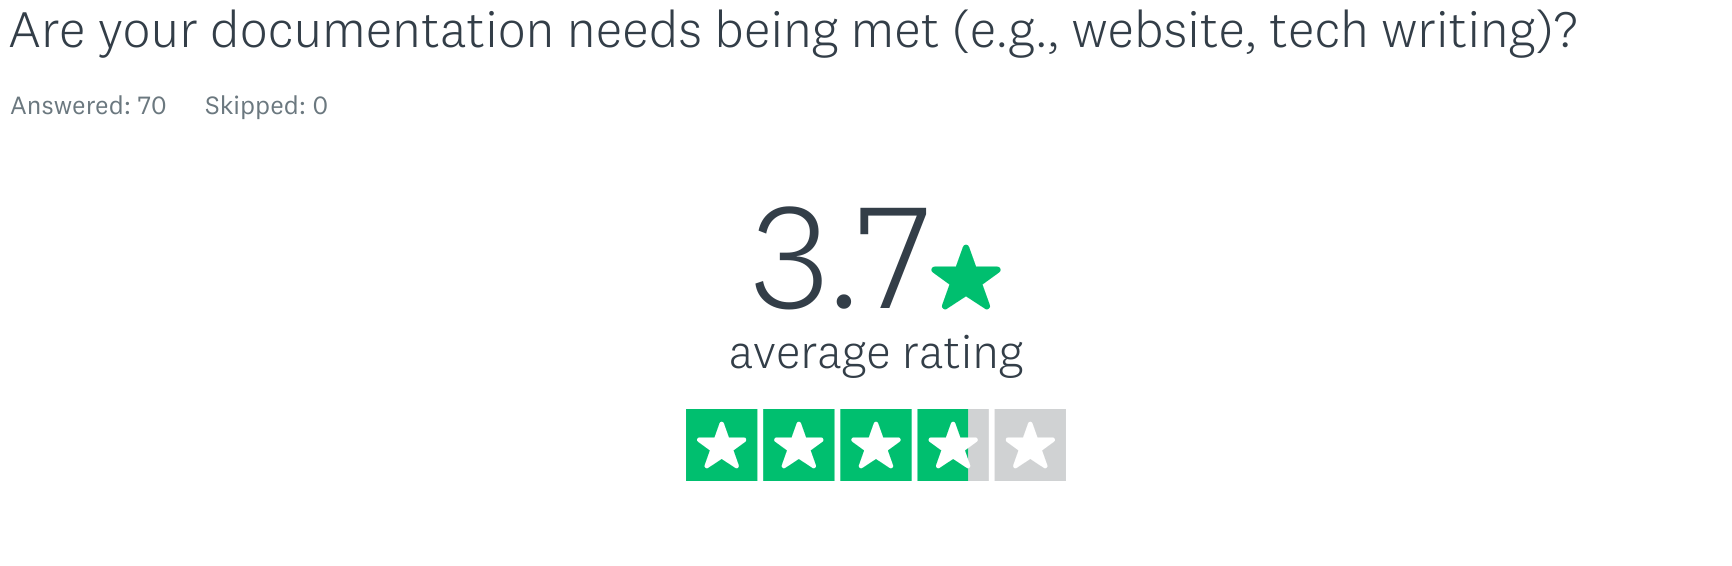 Are your documentation needs being met (e.g., website, tech writing)?
Answered: 70 Skipped: 0
3.7
average rating